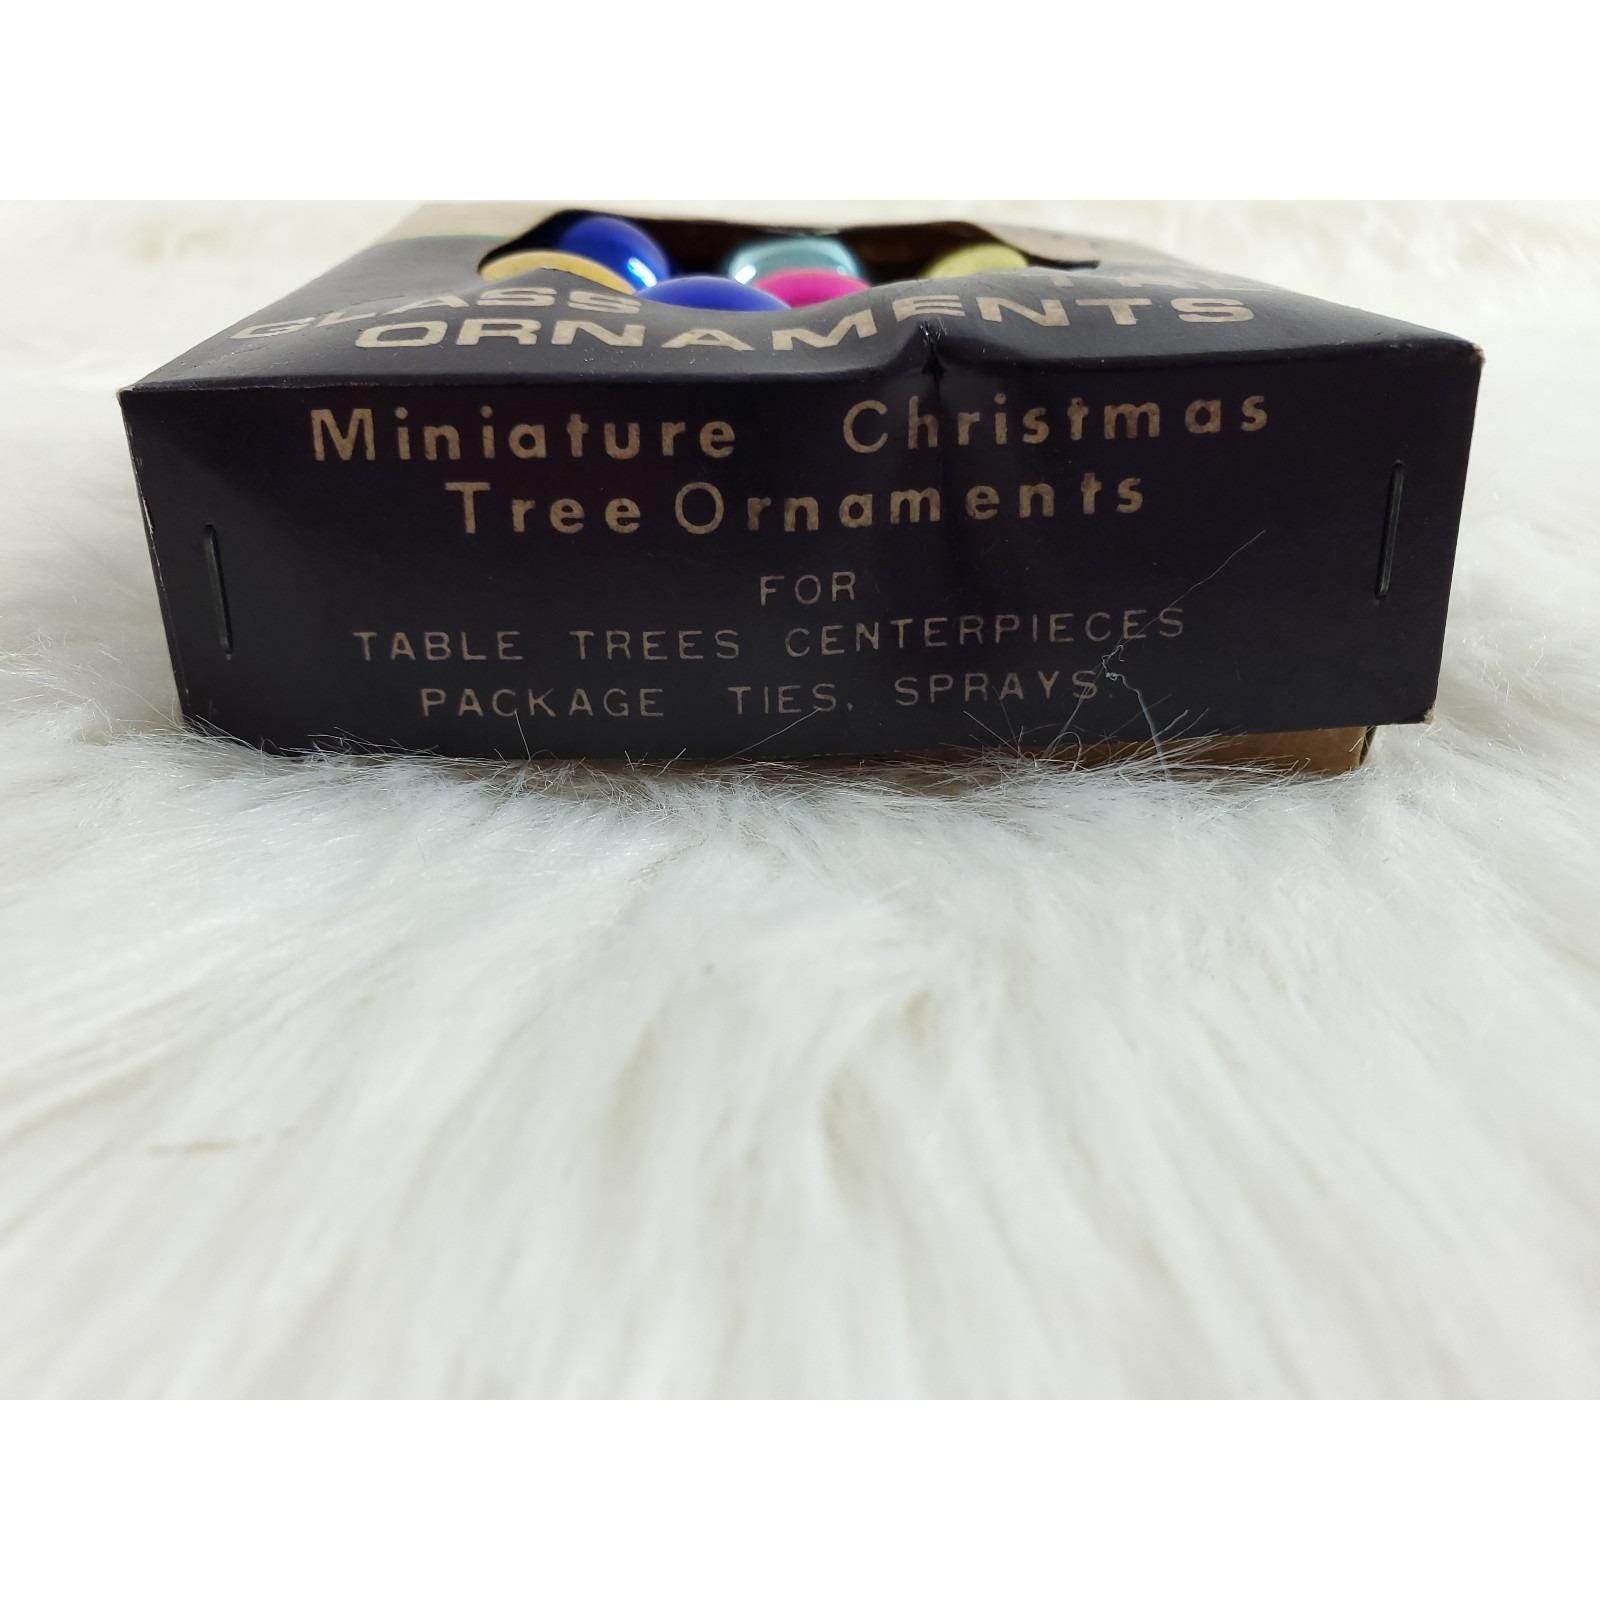 GLASS
ORNAMENTS
Miniature Christmas
Tree Ornaments
FOR
TABLE TREES CENTERPIECES
PACKAGE TIES, SPRAYS.